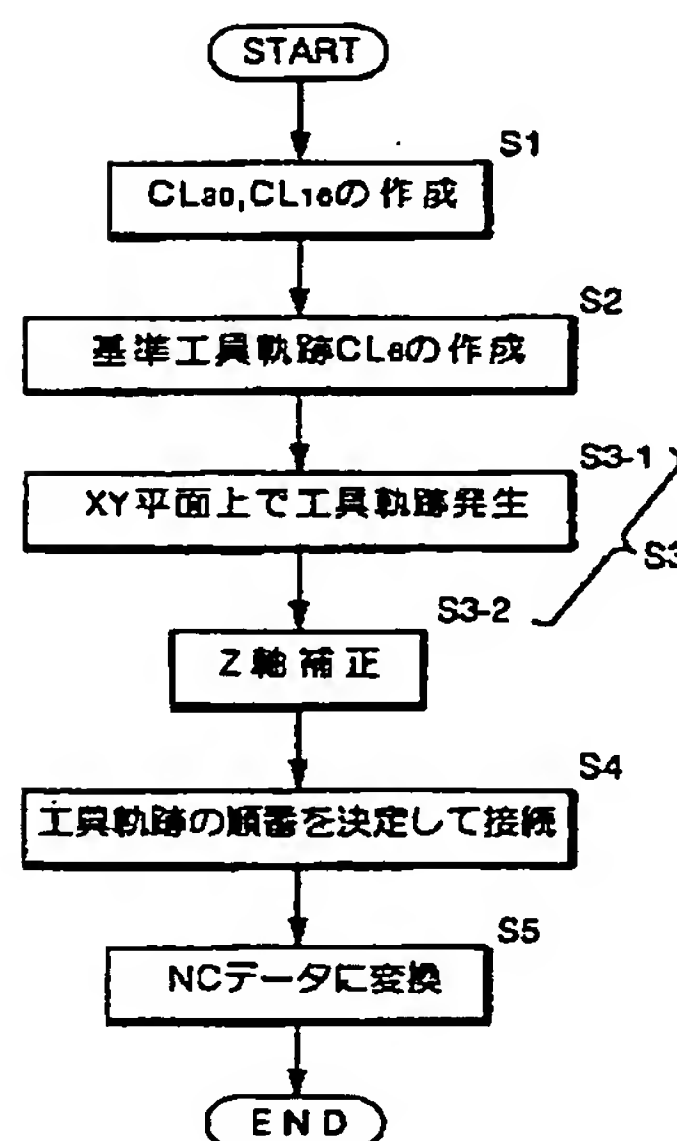 START
S1
CL30,CL16の作成
S2
基準工具軌跡CL8の作成
S3-1
XY平面上で工具軌跡発生
S3
S3-2
Z軸補正
S4
工具軌跡の順番を決定して接続
S5
NCデータに変換
END